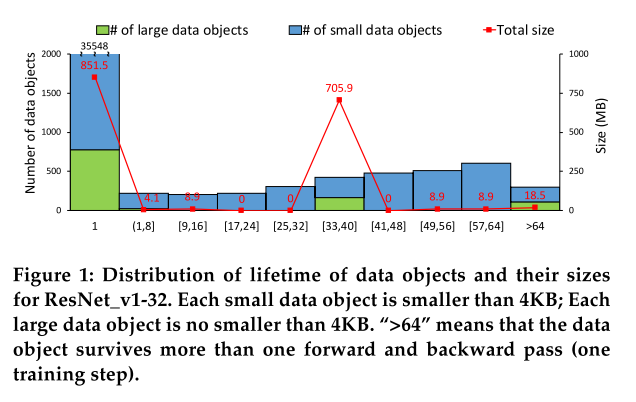 # of large data objects # of small data objects Total size
35548
2000 1000
851.5
705.9
1500 750
1000 500
500 250
4.1 8.9 0 0 0 8.9 8.9 18.5
0 0
Number of data objects
Size (MB)
1 (1,8] [9,16] [17,24] [25,32] [33,40] [41,48] [49,56] [57,64] >64
Figure 1: Distribution of lifetime of data objects and their sizes
for ResNet_v1-32. Each small data object is smaller than 4KB; Each
large data object is no smaller than 4KB. “>64” means that the data
object survives more than one forward and backward pass (one
training step).